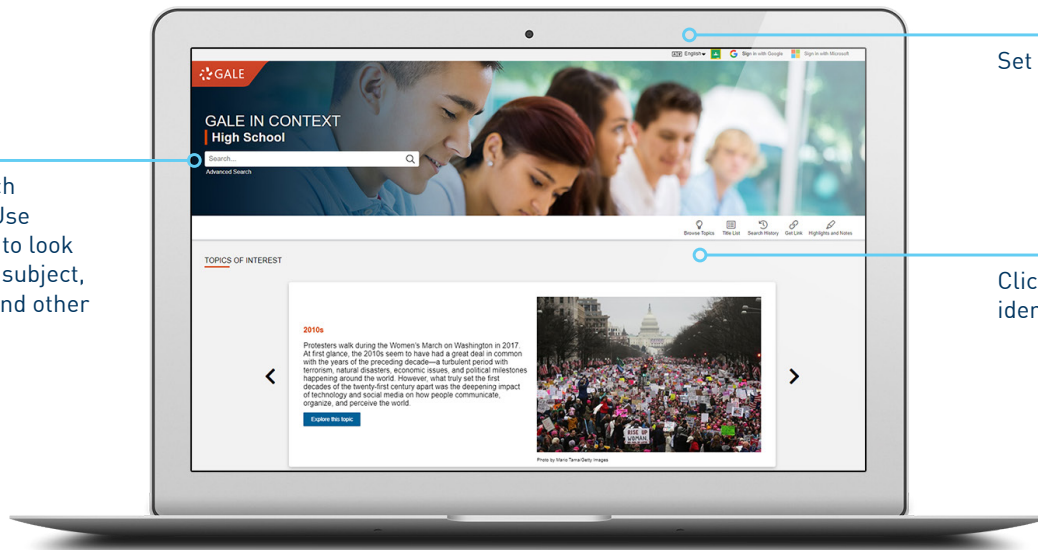 English
Sign in with Google
Sign in with Microsoft
Set
GALE
GALE IN CONTEXT
High School
Search...
Advanced Search
Use
to look
subject,
nd other
Browse Topics
Title List
Search History
Get Link
Highlights and Notes
TOPICS OF INTEREST
Clic
iden
2010s
Protesters walk during the Women's March on Washington in 2017.
At first glance, the 2010s seem to have had a great deal in common
with the years of the preceding decade—a turbulent period with
terrorism, natural disasters, economic issues, and political milestones
happening around the world. However, what truly set the first
decades of the twenty-first century apart was the deepening impact
of technology and social media on how people communicate,
organize, and perceive the world.
Explore this topic
RISE UP
WOMAN
Photo by Mario Tama/Getty Images